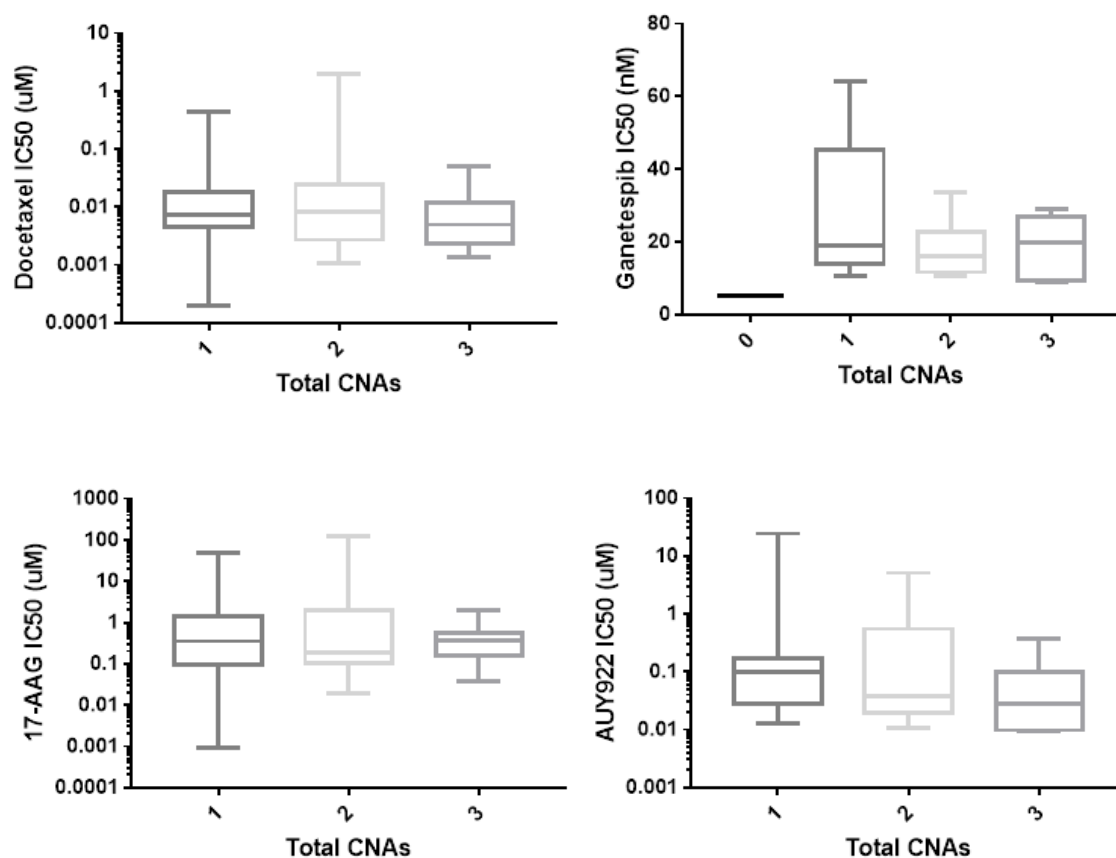 Docetaxel IC50 (uM)
10
1
0.1
0.01
0.001
0.0001
1 2 3
Total CNAs
Ganetespib IC50 (nM)
80
60
40
20
0
0 1 2 3
Total CNAs
17-AAG IC50 (uM)
1000
100
10
1
0.1
0.01
0.001
0.0001
1 2 3
Total CNAs
AUY922 IC50 (uM)
100
10
1
0.1
0.01
0.001
1 2 3
Total CNAs